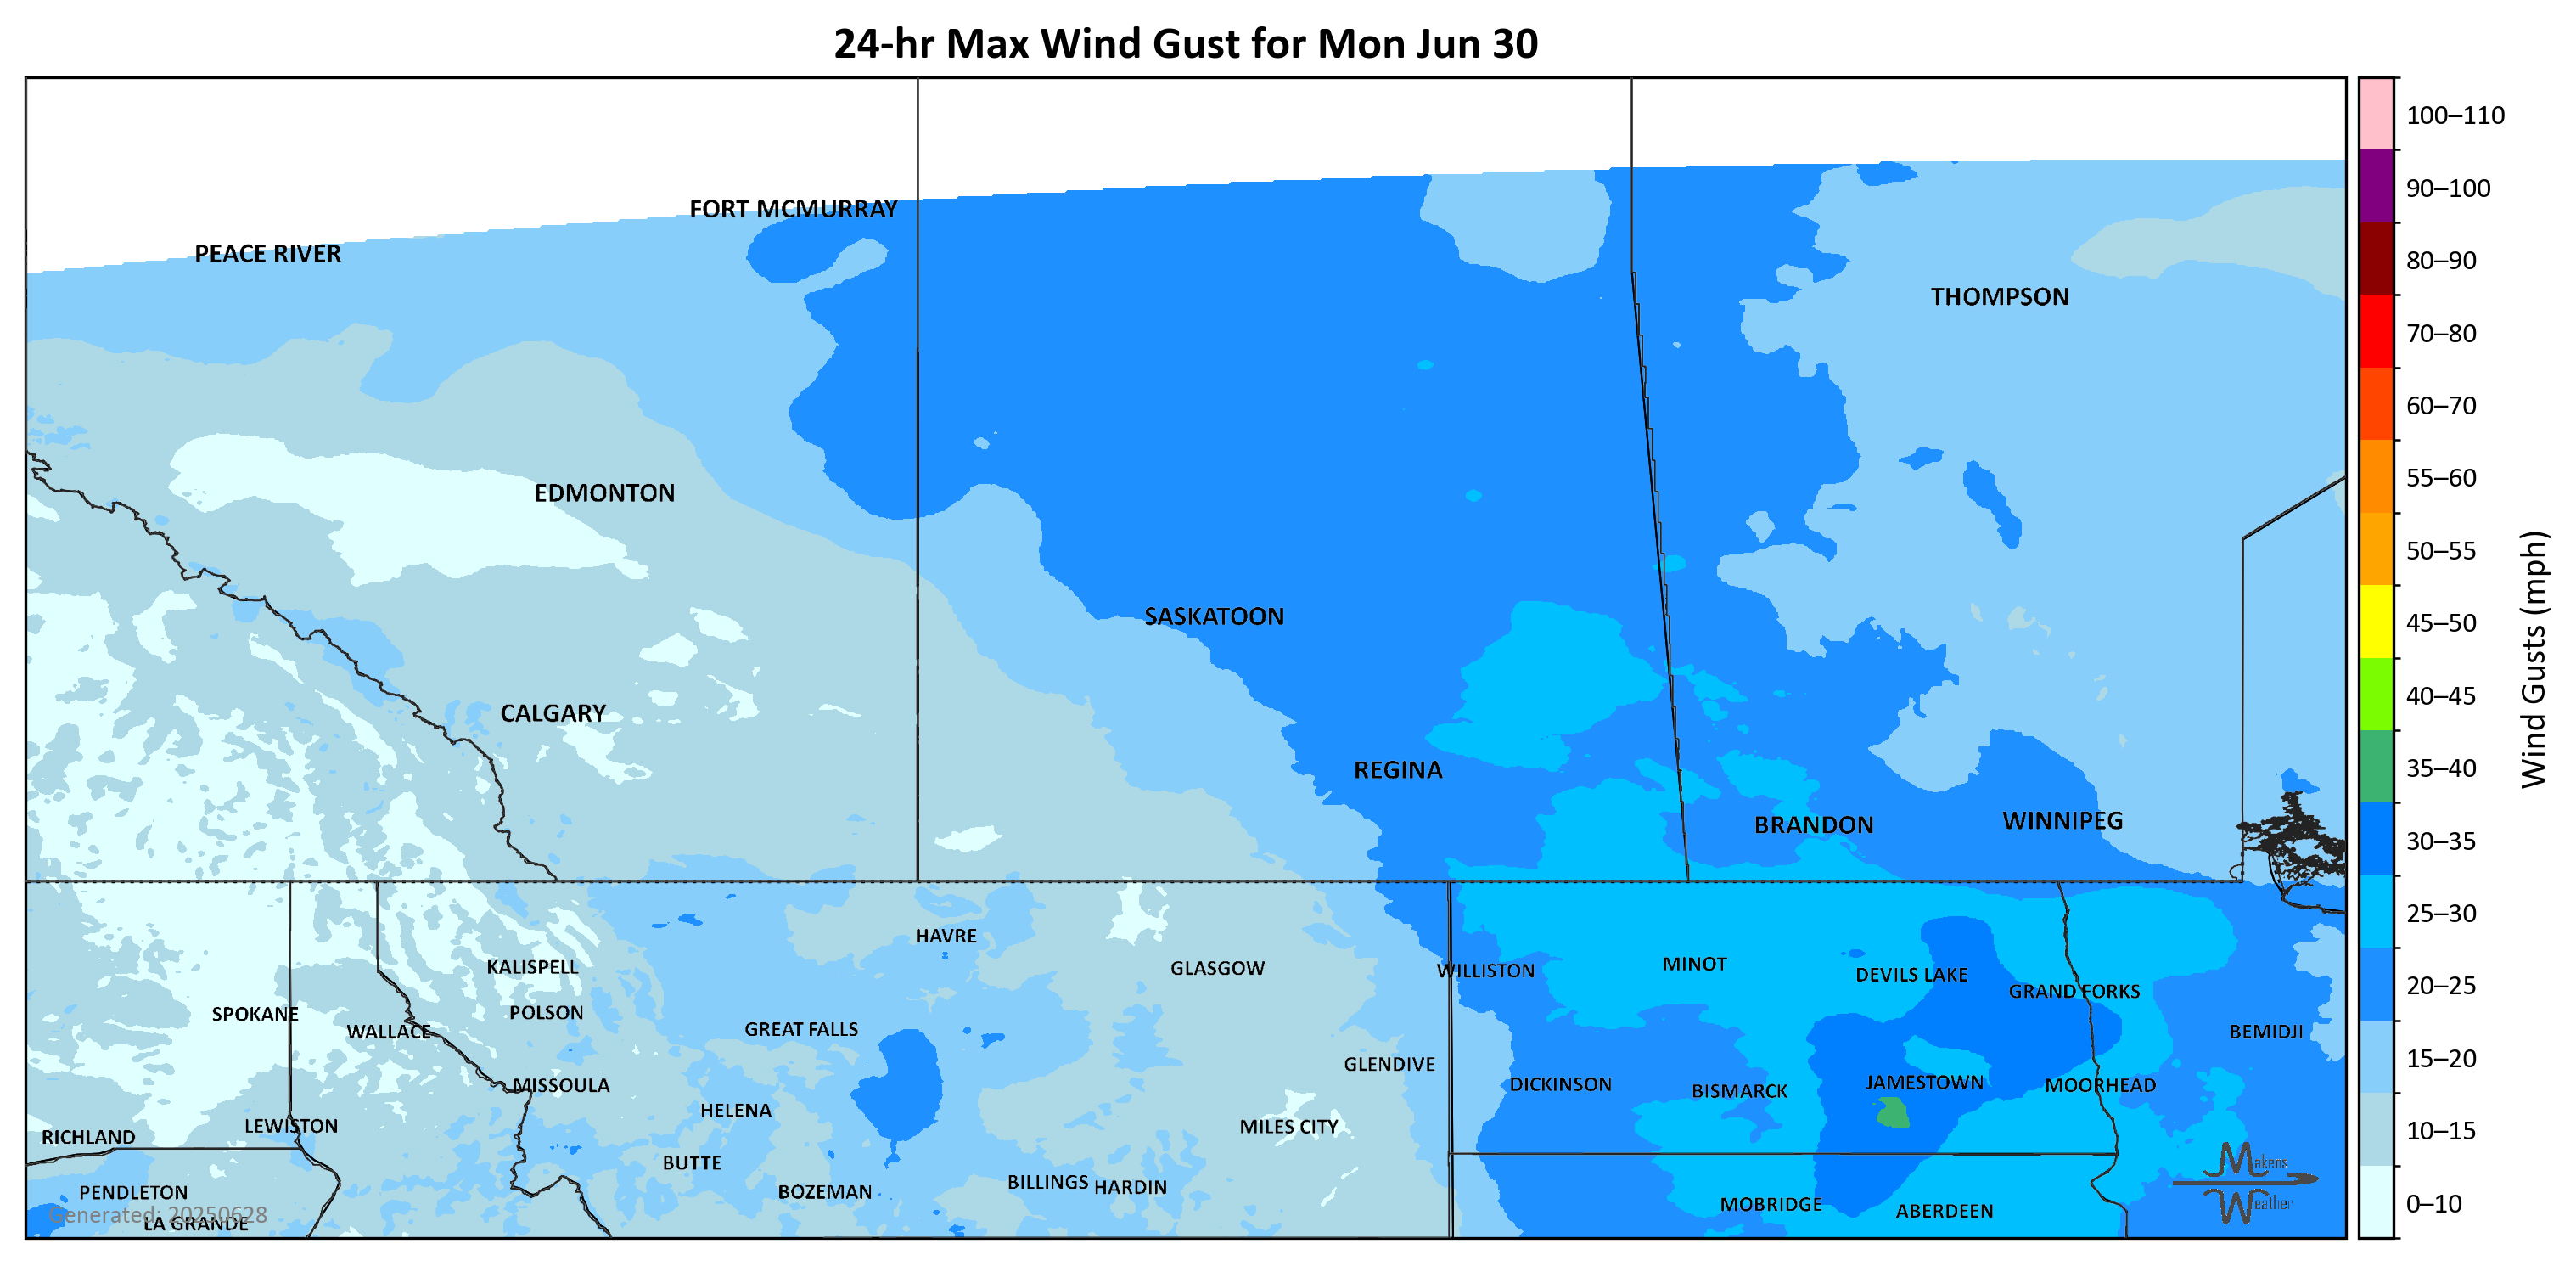 24-hr Max Wind Gust for Mon Jun 30
FORT MCMURRAY
PEACE RIVER
THOMPSON
EDMONTON
SASKATOON
CALGARY
REGINA
BRANDON
WINNIPEG
HAVRE
KALISPELL
GLASGOW
WILLISTON
MINOT
DEVILS LAKE
GRAND FORKS
SPOKANE
POLSON
WALLACE
GREAT FALLS
BEMIDJI
GLENDIVE
MISSOULA
DICKINSON
BISMARCK
JAMESTOWN
MOORHEAD
HELENA
LEWISTON
MILES CITY
RICHLAND
BUTTE
PENDLETON
BOZEMAN
BILLINGS
HARDIN
MOBRIDGE
ABERDEEN
Generated: 20250628
LA GRANDE
Makens
Weather
100–110
90–100
80–90
70–80
60–70
55–60
50–55
45–50
40–45
35–40
30–35
25–30
20–25
15–20
10–15
0–10
Wind Gusts (mph)